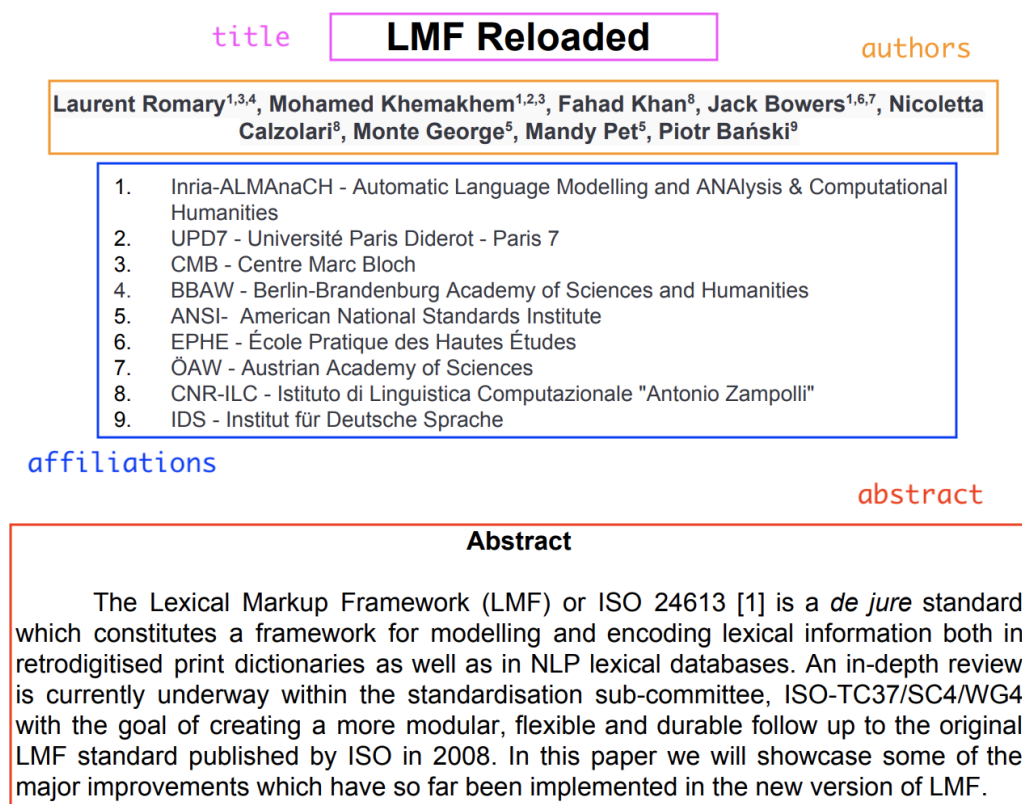 title
LMF Reloaded
authors
Laurent Romary1,3,4, Mohamed Khemakhem1,2,3, Fahad Khan8, Jack Bowers1,6,7, Nicoletta
Calzolari8, Monte George5, Mandy Pet5, Piotr Bański9
1. Inria-ALMAnaCH - Automatic Language Modelling and ANAlysis & Computational
Humanities
2. UPD7 - Université Paris Diderot - Paris 7
3. CMB - Centre Marc Bloch
4. BBAW - Berlin-Brandenburg Academy of Sciences and Humanities
5. ANSI- American National Standards Institute
6. EPHE - École Pratique des Hautes Études
7. ÖAW - Austrian Academy of Sciences
8. CNR-ILC - Istituto di Linguistica Computazionale "Antonio Zampolli"
9. IDS - Institut für Deutsche Sprache
affiliations
abstract
Abstract
The Lexical Markup Framework (LMF) or ISO 24613 [1] is a de jure standard
which constitutes a framework for modelling and encoding lexical information both in
retrodigitised print dictionaries as well as in NLP lexical databases. An in-depth review
is currently underway within the standardisation sub-committee, ISO-TC37/SC4/WG4
with the goal of creating a more modular, flexible and durable follow up to the original
LMF standard published by ISO in 2008. In this paper we will showcase some of the
major improvements which have so far been implemented in the new version of LMF.